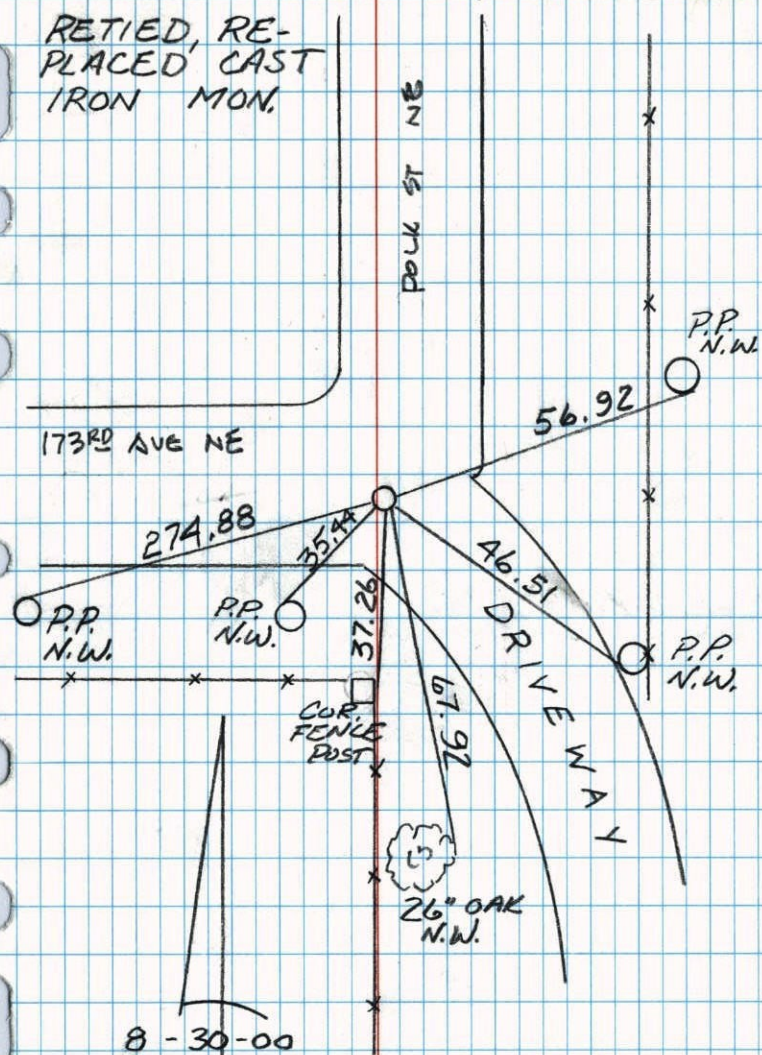 RETIED, RE-
PLACED CAST
IRON MON.
POLK ST NE
P.P.
N.W.
56.92
173RD AVE NE
274.88
35.44
46.51
P.P.
N.W.
P.P.
N.W.
37.26
DRIVEWAY
P.P.
N.W.
67.92
COR.
FENCE
POST
26" OAK
N.W.
8-30-00